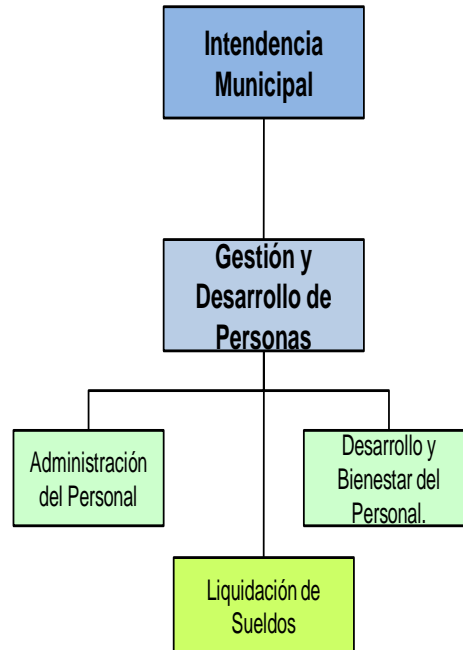 Intendencia
Municipal
Gestión y
Desarrollo de
Personas
Administración
del Personal
Desarrollo y
Bienestar del
Personal.
Liquidación de
Sueldos